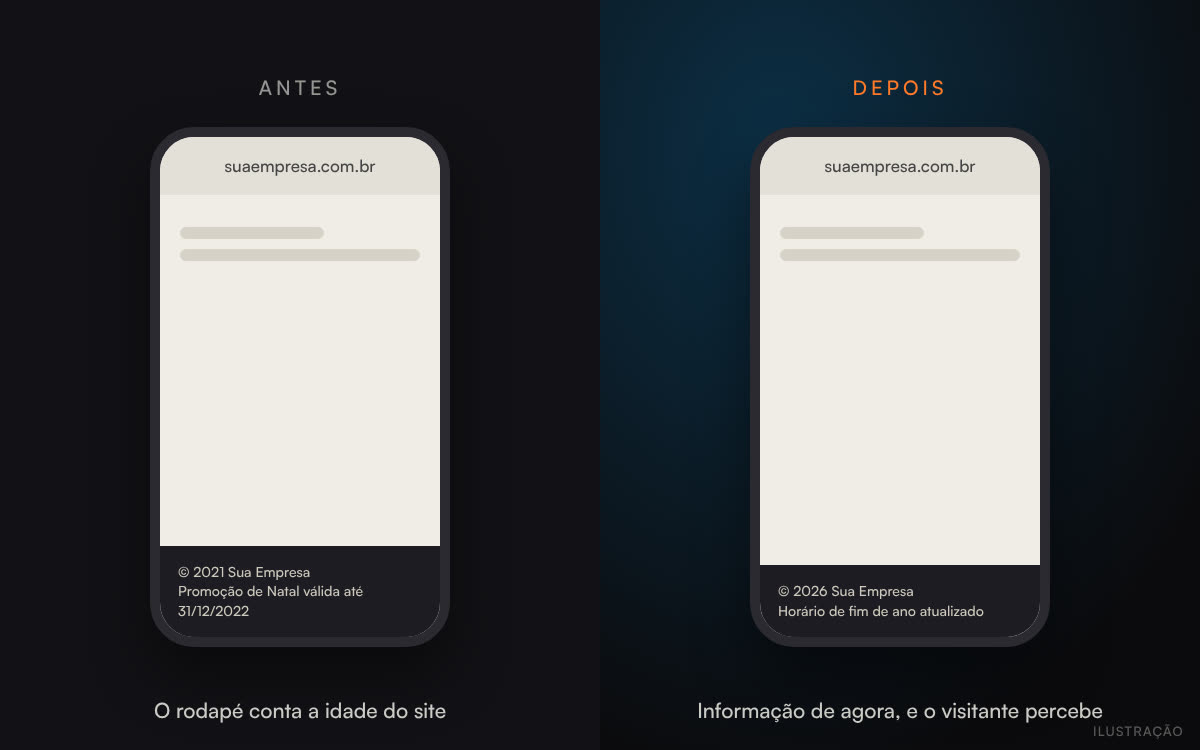 ANTES
suaempresa.com.br
© 2021 Sua Empresa
Promoção de Natal válida até
31/12/2022
O rodapé conta a idade do site
DEPOIS
suaempresa.com.br
© 2026 Sua Empresa
Horário de fim de ano atualizado
Informação de agora, e o visitante percebe
ILUSTRAÇÃO